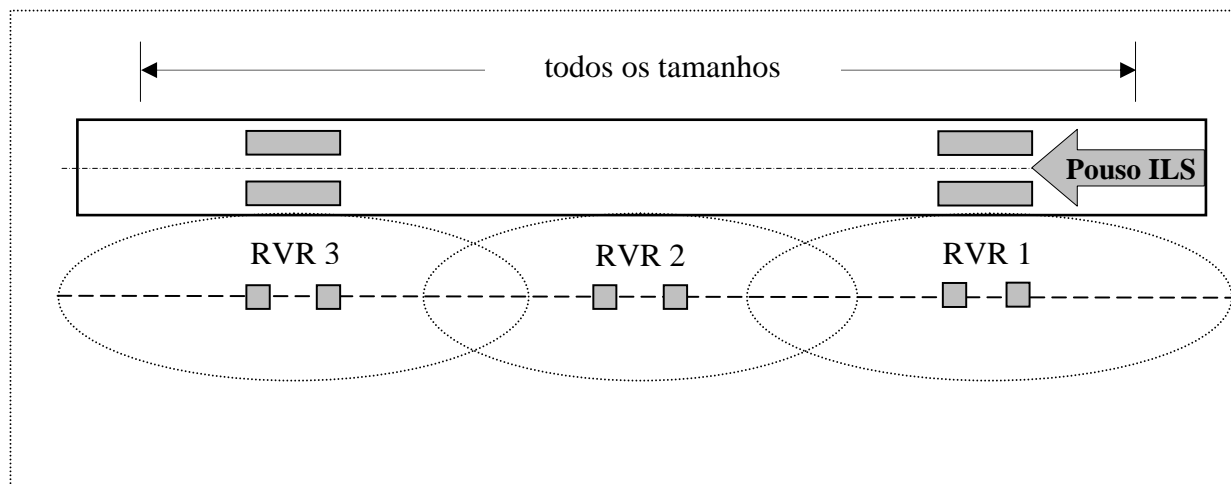 todos os tamanhos
Pouso ILS
RVR 3
RVR 2
RVR 1